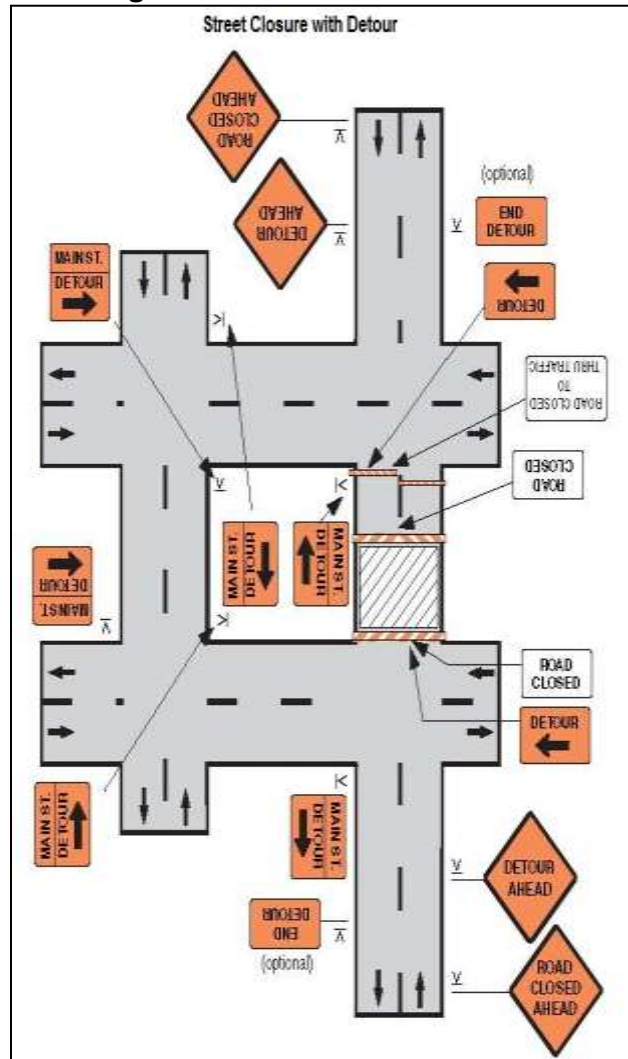 Street Closure with Detour
ROAD
CLOSED
AHEAD
DETOUR
AHEAD
(optional)
END
DETOUR
MAIN ST.
DETOUR
DETOUR
ROAD CLOSED
TO
THRU TRAFFIC
ROAD
CLOSED
MAIN ST.
DETOUR
MAIN ST.
DETOUR
MAIN ST.
DETOUR
ROAD
CLOSED
DETOUR
MAIN ST.
DETOUR
MAIN ST.
DETOUR
DETOUR
AHEAD
END
DETOUR
(optional)
ROAD
CLOSED
AHEAD